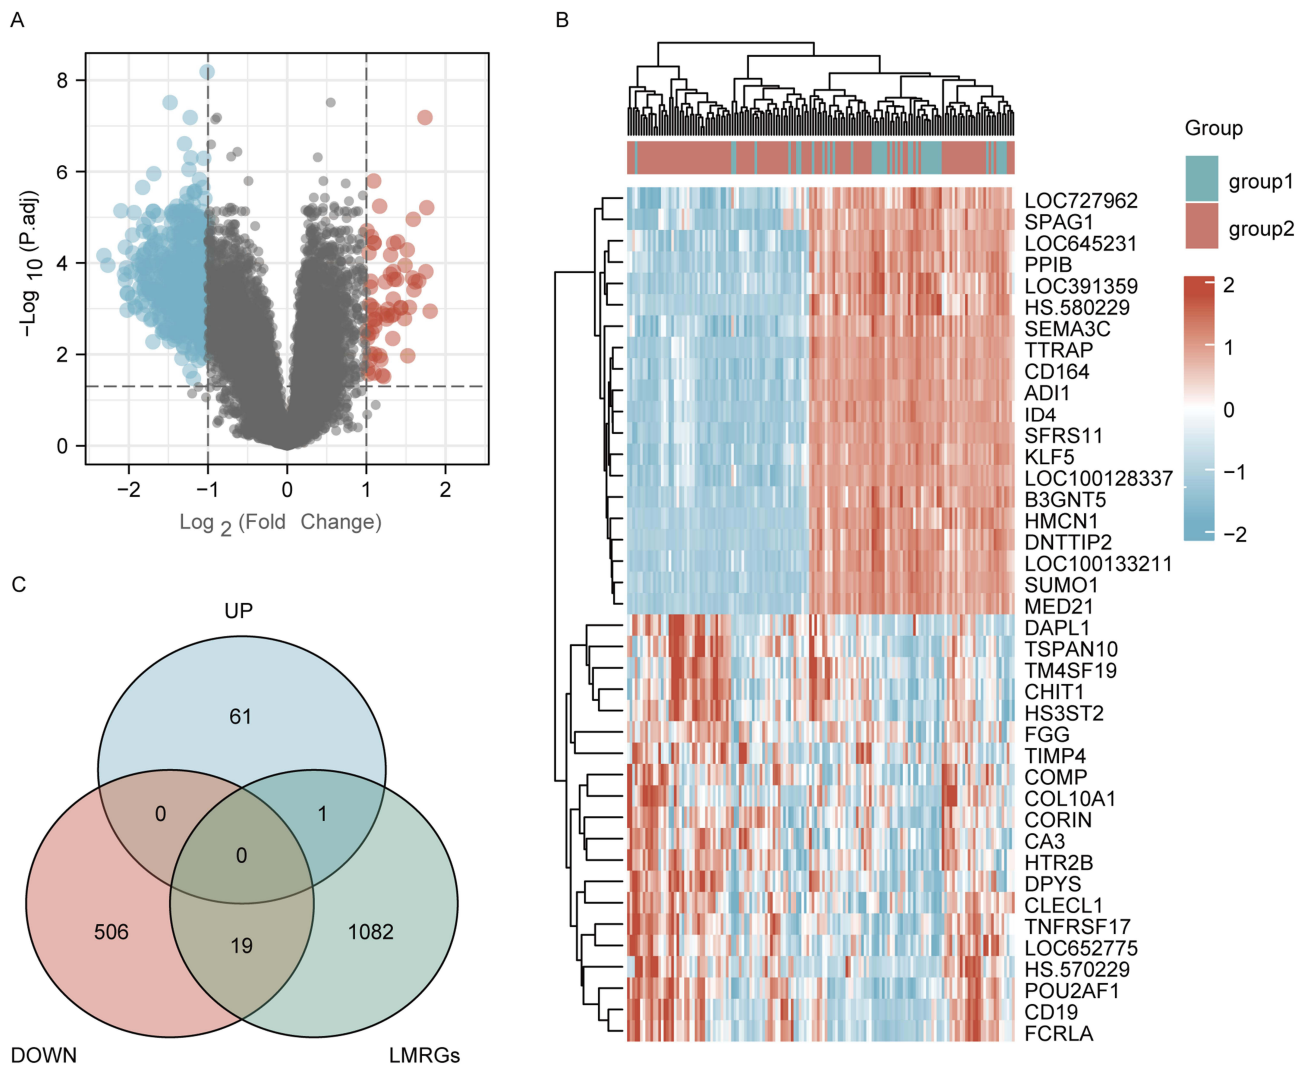 A
8
6
4
2
0
−Log 10 (P.adj)
−2
−1
0
1
2
Log 2 (Fold Change)
B
Group
group1
group2
2
1
0
−1
−2
LOC727962
SPAG1
LOC645231
PPIB
LOC391359
HS.580229
SEMA3C
TTRAP
CD164
ADI1
ID4
SFRS11
KLF5
LOC100128337
B3GNT5
HMCN1
DNTTIP2
LOC100133211
SUMO1
MED21
DAPL1
TSPAN10
TM4SF19
CHIT1
HS3ST2
FGG
TIMP4
COMP
COL10A1
CORIN
CA3
HTR2B
DPYS
CLECL1
TNFRSF17
LOC652775
HS.570229
POU2AF1
CD19
FCRLA
C
UP
61
0
1
0
506
19
1082
DOWN
LMRGs